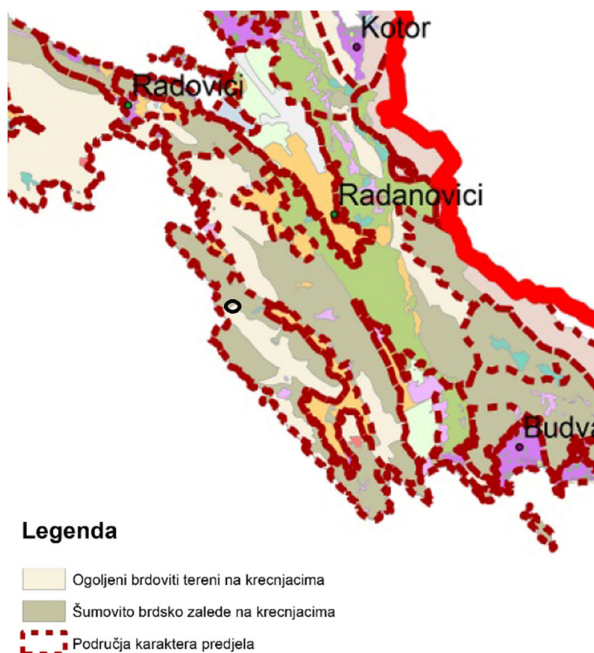 Kotor
Radovici
Radanovici
Budva
Legenda
Ogoljeni brdoviti tereni na krecnjacima
Šumovito brdsko zalede na krecnjacima
Područja karaktera predjela